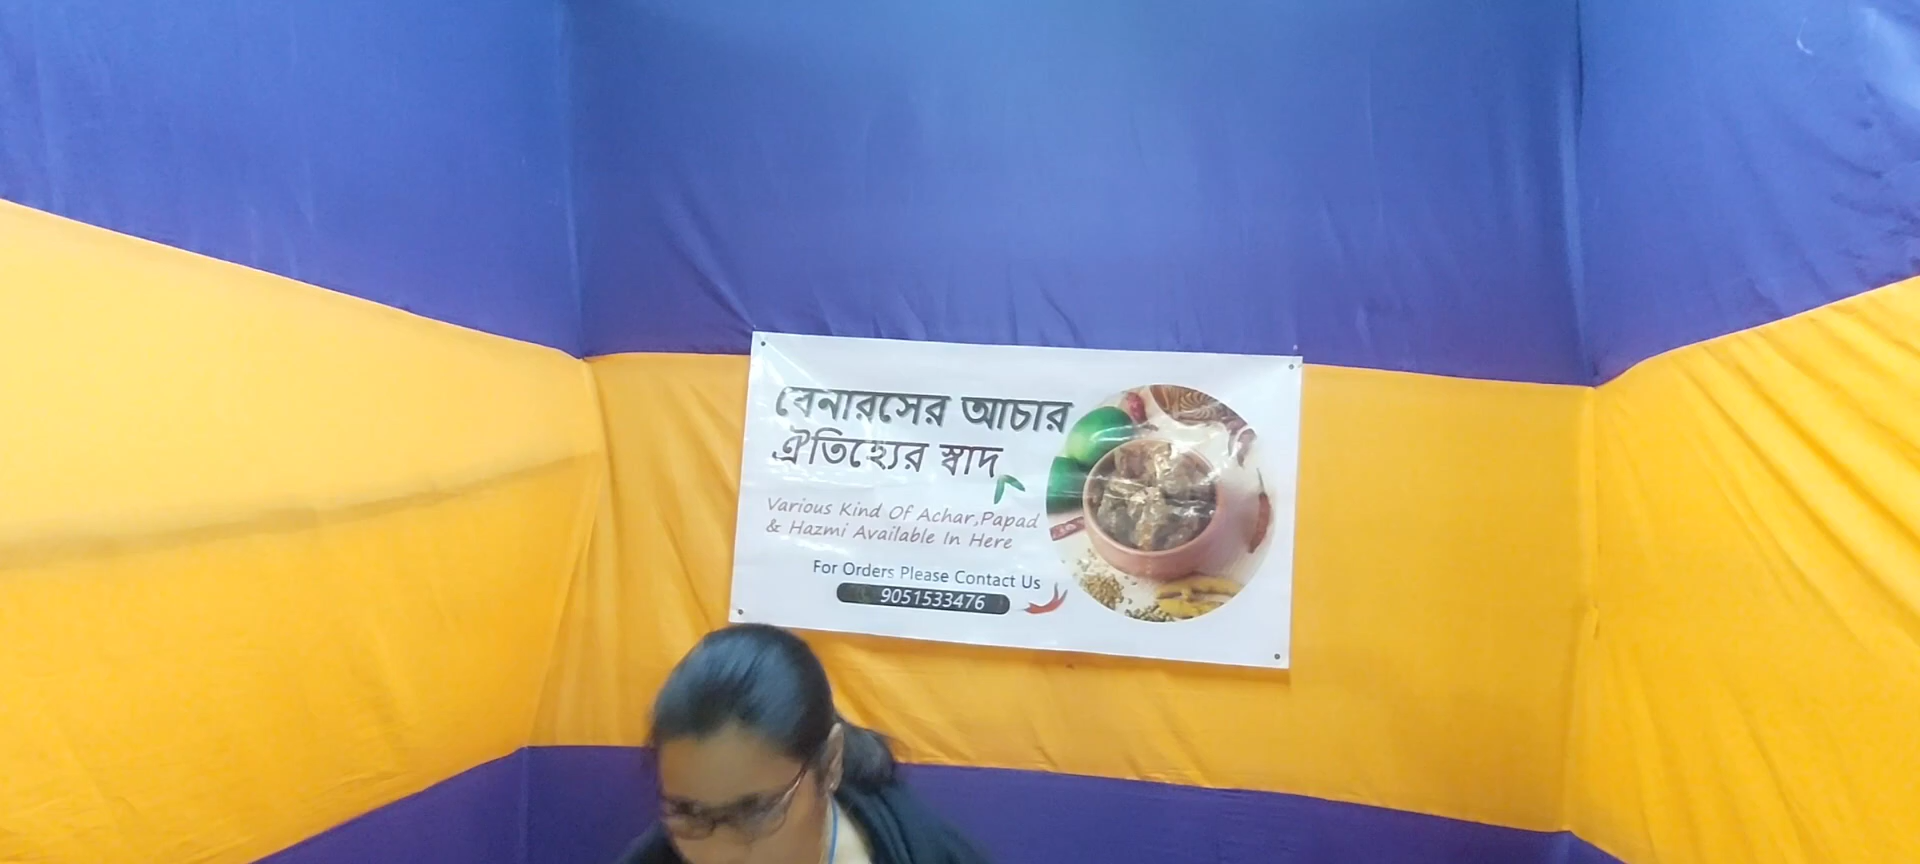 বেনারসের আচার
ঐতিহ্যের স্বাদ
Various Kind Of Achar,Papad
& Hazmi Available In Here
For Orders Please Contact Us
9051533476